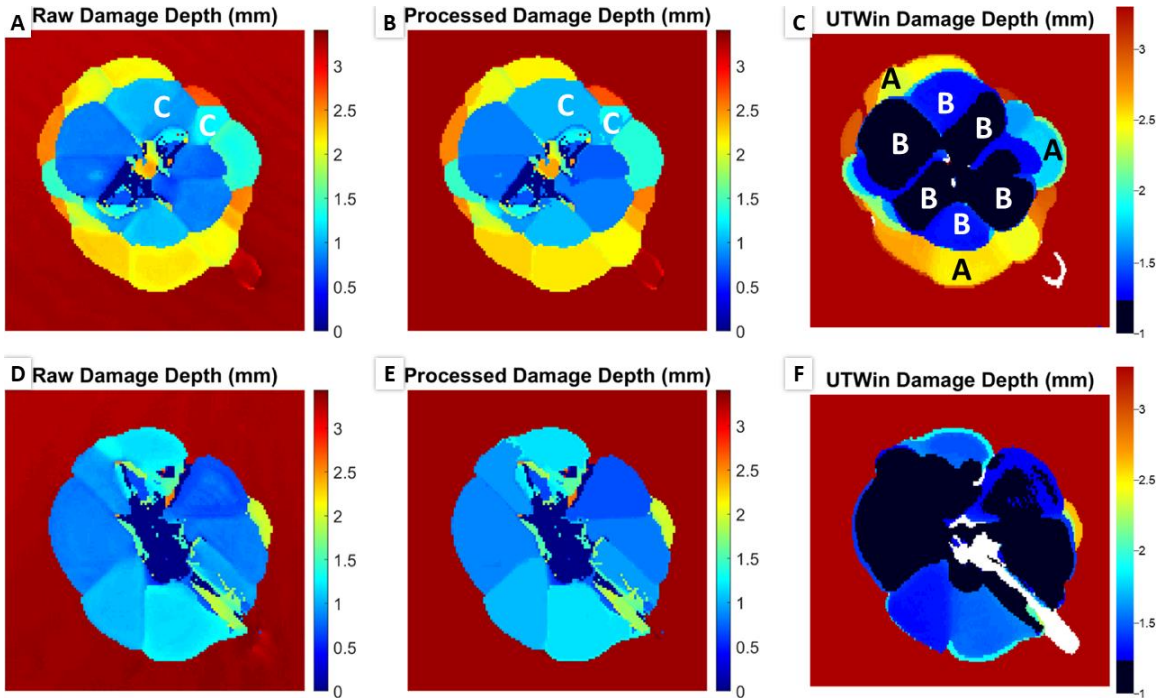 A Raw Damage Depth (mm)
B Processed Damage Depth (mm)
C UTWin Damage Depth (mm)
3
2.5
2
1.5
1
0.5
0
C
C
3
2.5
2
1.5
1
0.5
0
C
C
3
2.5
2
1.5
1
A
B
B
B
A
B
B
B
A
D Raw Damage Depth (mm)
E Processed Damage Depth (mm)
F UTWin Damage Depth (mm)
3
2.5
2
1.5
1
0.5
0
3
2.5
2
1.5
1
0.5
0
3
2.5
2
1.5
1